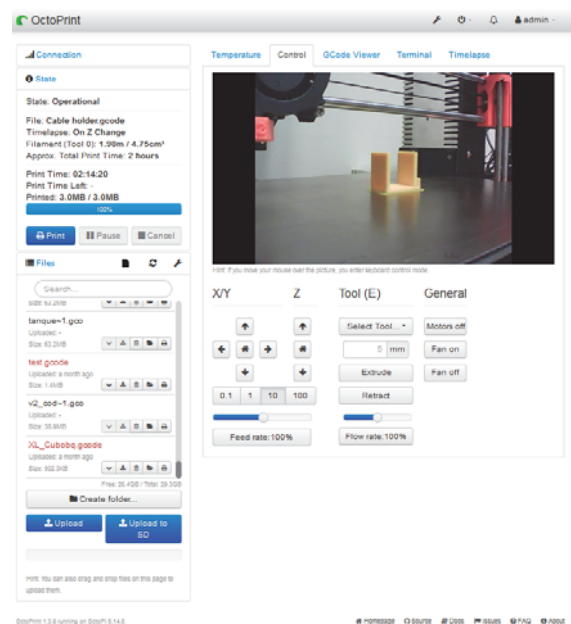 OctoPrint
admin
Connection
State
State: Operational
File: Cable holder.gcode
Timelapse: On Z Change
Filament (Tool 0): 1.98m / 4.75cm³
Approx. Total Print Time: 2 hours
Print Time: 02:14:20
Print Time Left: -
Printed: 3.0MB / 3.0MB
100%
Print
Pause
Cancel
Files
Search...
Size: 62.2MB
tanque~1.gco
Uploaded: -
Size: 63.2MB
test.gcode
Uploaded: a month ago
Size: 1.4MB
v2_cod~1.gco
Uploaded: -
XL_Cubobq.gcode
Uploaded: a month ago
Create folder...
Upload
Upload to
SD
Hint: You can also drag and drop files on this page to
upload them.
Temperature
Control
GCode Viewer
Terminal
Timelapse
Hint: If you move your mouse over the picture, you enter keyboard control mode.
X/Y
Z
Tool (E)
General
Select Tool...
Motors off
5 mm
Fan on
Extrude
Fan off
0.1 1 10 100
Retract
Feed rate:100%
Flow rate:100%
OctoPrint 1.3.6 running on OctoPi 0.14.0
Homepage
Source
Docs
Issues
FAQ
About